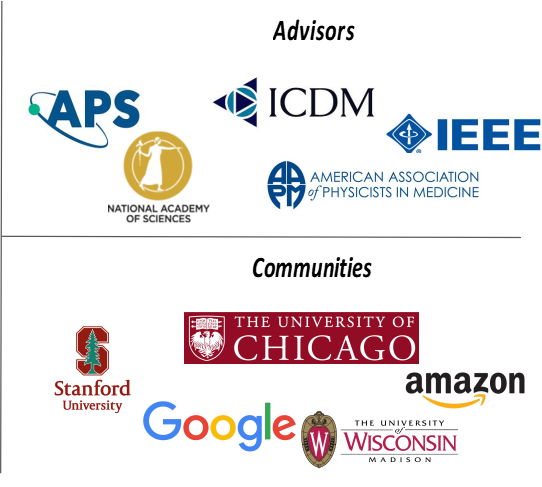 Advisors
APS
ICDM
IEEE
NATIONAL ACADEMY
OF SCIENCES
AAPM
AMERICAN ASSOCIATION
of PHYSICISTS IN MEDICINE
Communities
THE UNIVERSITY OF
CHICAGO
Stanford
University
S
amazon
Google
W
THE UNIVERSITY
of
WISCONSIN
MADISON